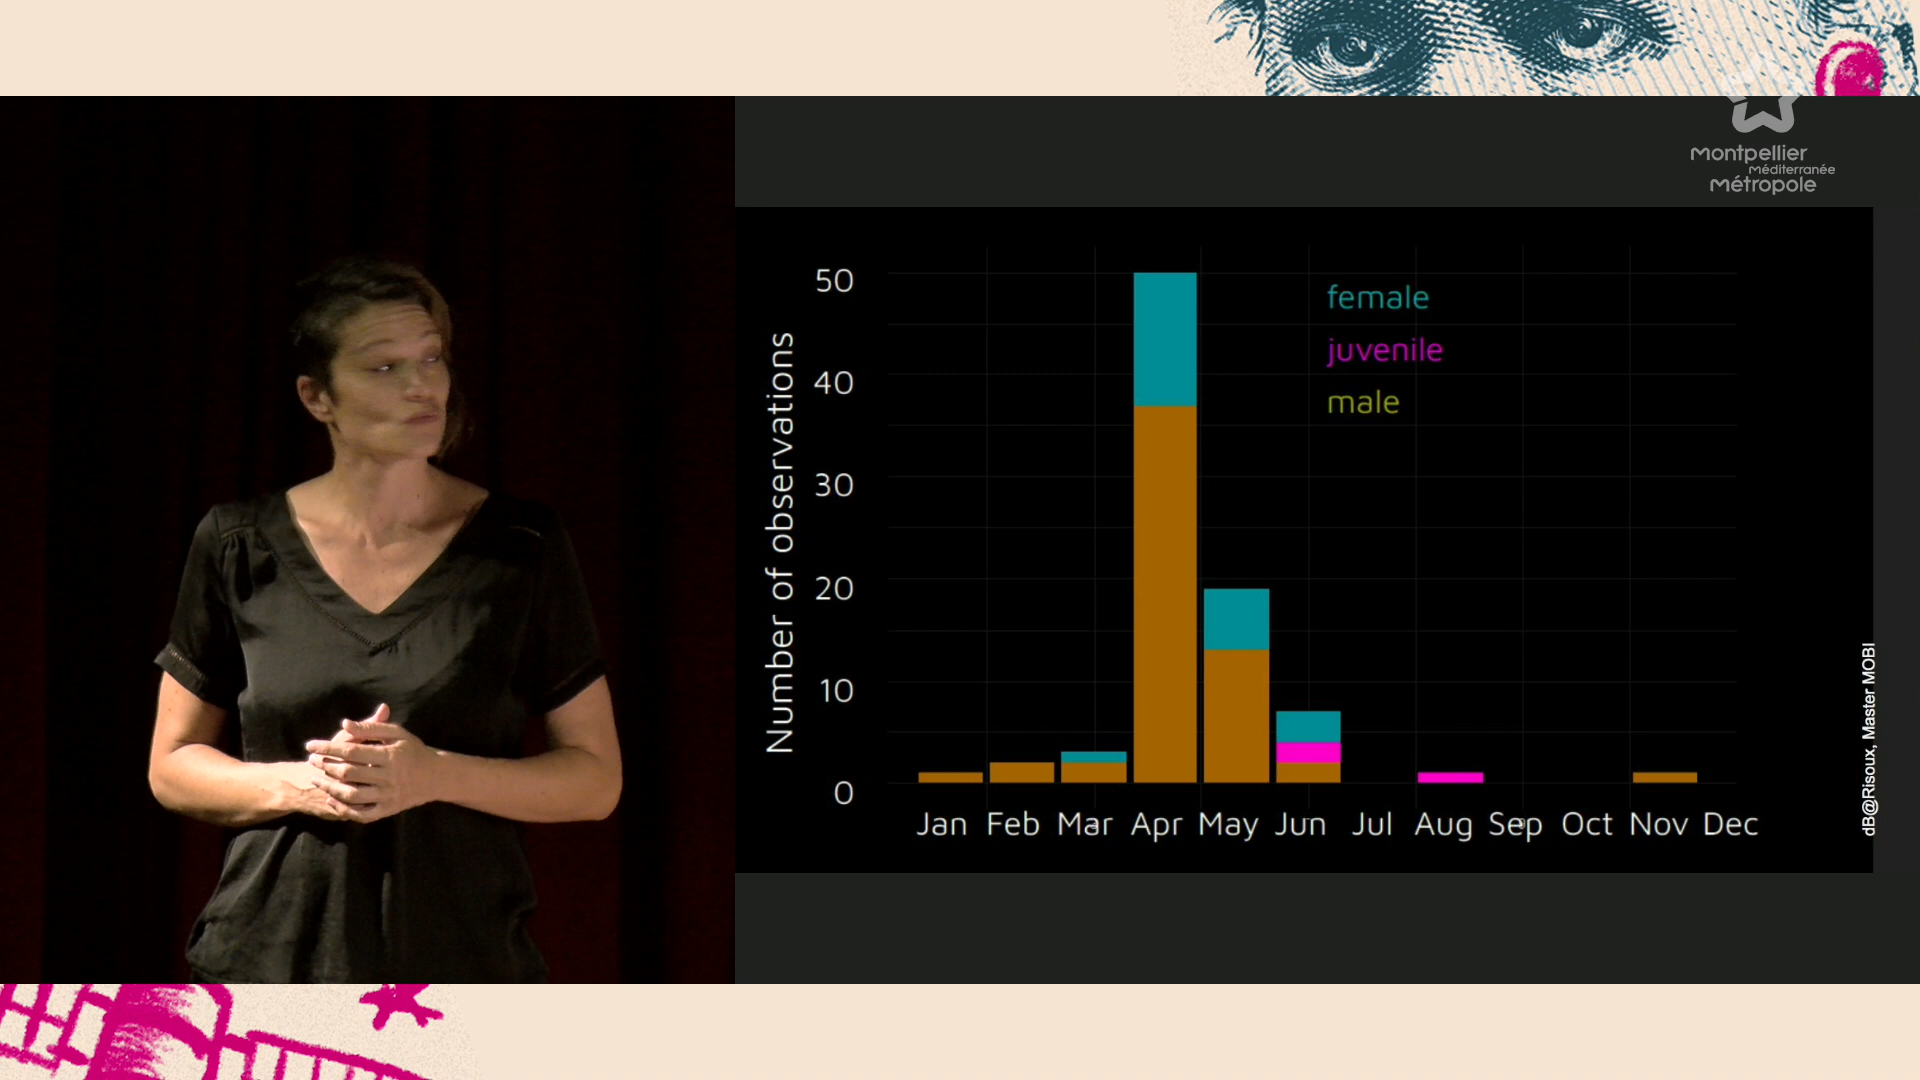 montpellier
méditerranée
métropole
Number of observations
50
40
30
20
10
0
female
juvenile
male
Jan Feb Mar Apr May Jun Jul Aug Sep Oct Nov Dec
dB@Risoux, Master MOBI